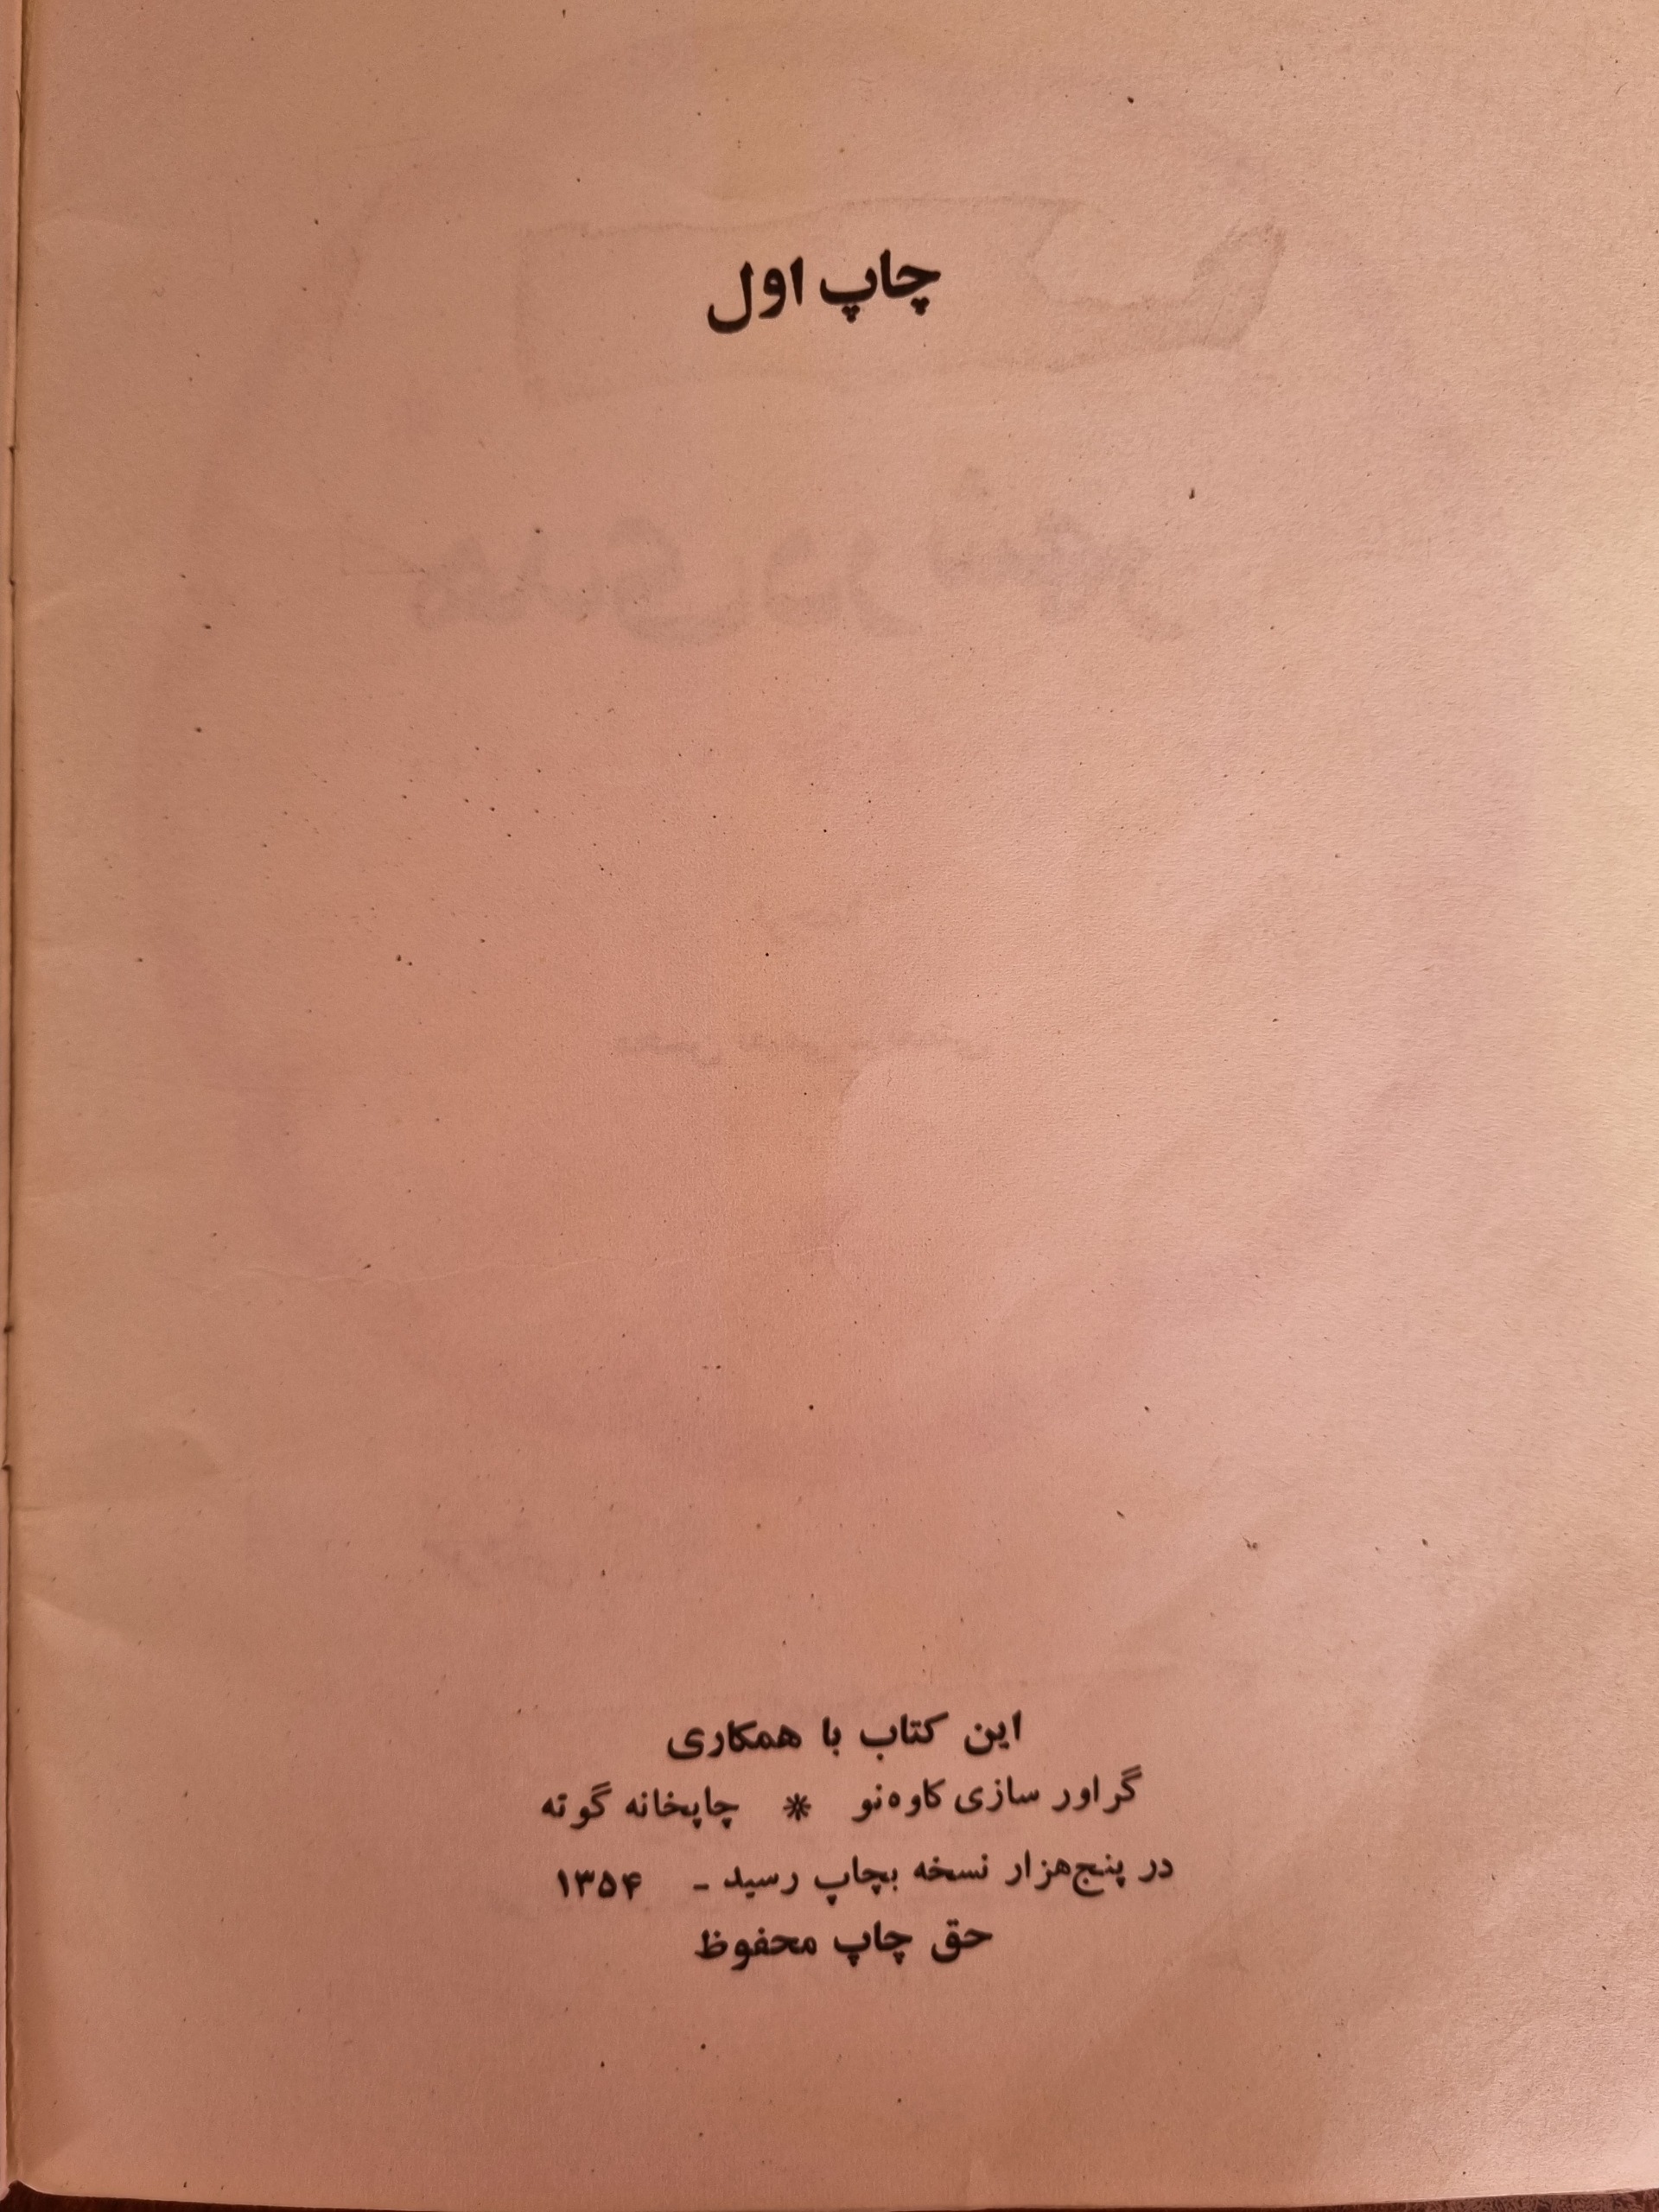 چاپ اول
این کتاب با همکاری
گراور سازی کاوه‌نو * چاپخانه گوته
در پنج‌هزار نسخه بچاپ رسید - ۱۳۵۴
حق چاپ محفوظ